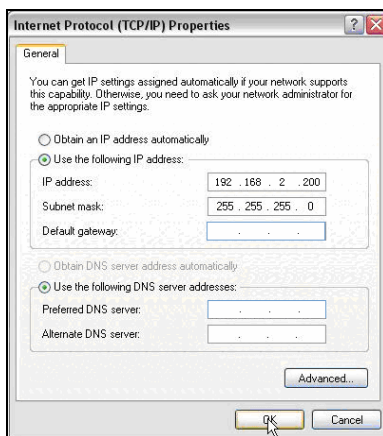 Internet Protocol (TCP/IP) Properties
General
You can get IP settings assigned automatically if your network supports
this capability. Otherwise, you need to ask your network administrator for
the appropriate IP settings.
Obtain an IP address automatically
Use the following IP address:
IP address: 192 . 168 . 2 . 200
Subnet mask: 255 . 255 . 255 . 0
Default gateway: . . .
Obtain DNS server address automatically
Use the following DNS server addresses:
Preferred DNS server: . . .
Alternate DNS server: . . .
Advanced...
OK Cancel